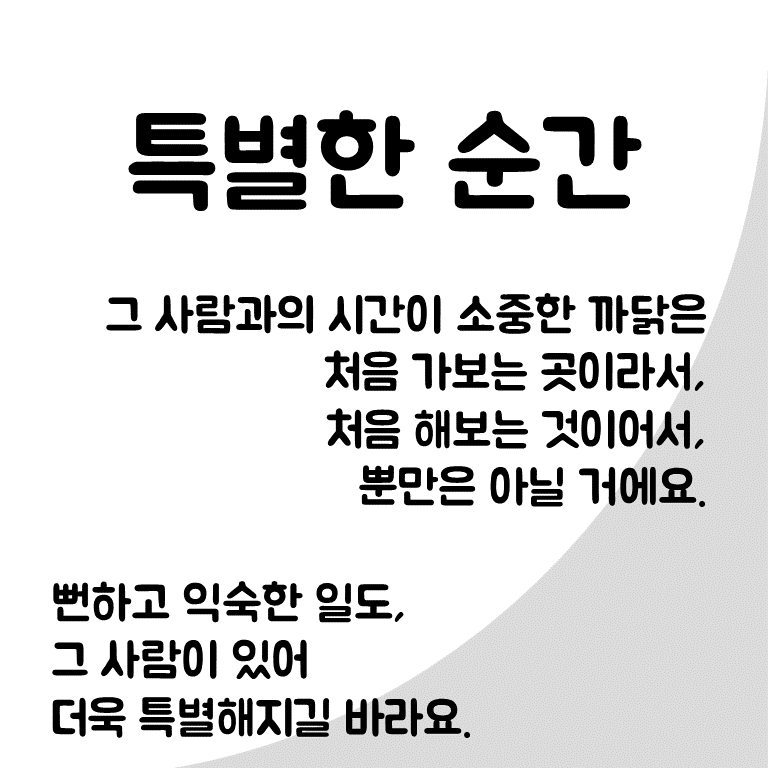 특별한 순간
그 사람과의 시간이 소중한 까닭은
처음 가보는 곳이라서,
처음 해보는 것이어서,
뿐만은 아닐 거에요.
뻔하고 익숙한 일도,
그 사람이 있어
더욱 특별해지길 바라요.